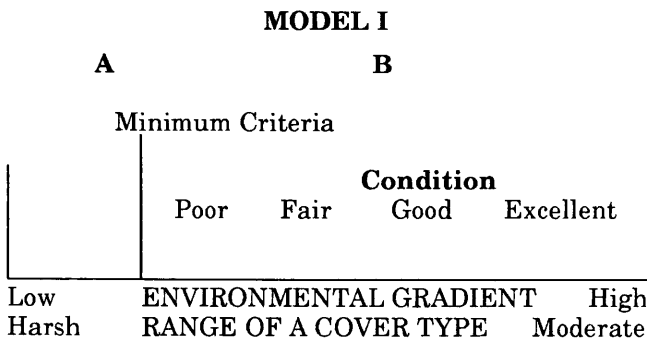 MODEL I
A B
Minimum Criteria
Condition
Poor Fair Good Excellent
Low ENVIRONMENTAL GRADIENT High
Harsh RANGE OF A COVER TYPE Moderate